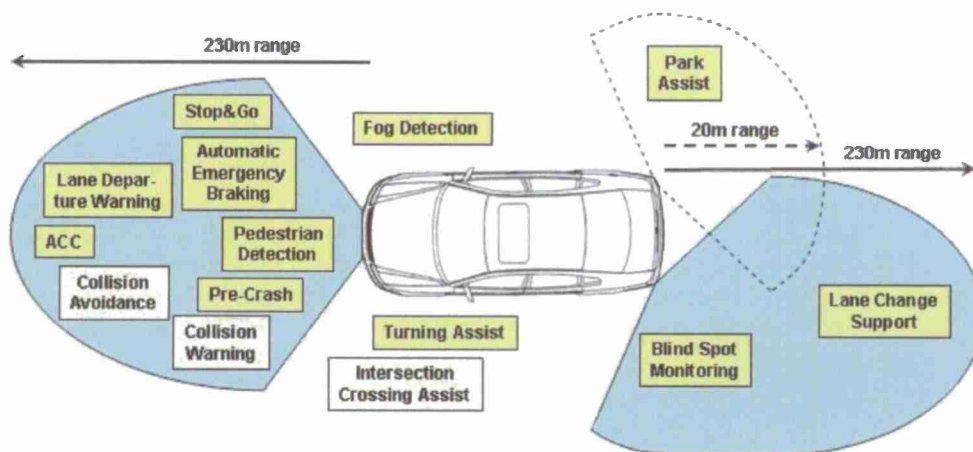 230m range
Stop&Go
Automatic
Emergency
Braking
Lane Depar-
ture Warning
ACC
Pedestrian
Detection
Collision
Avoidance
Pre-Crash
Collision
Warning
Fog Detection
Turning Assist
Intersection
Crossing Assist
Park
Assist
20m range
230m range
Lane Change
Support
Blind Spot
Monitoring